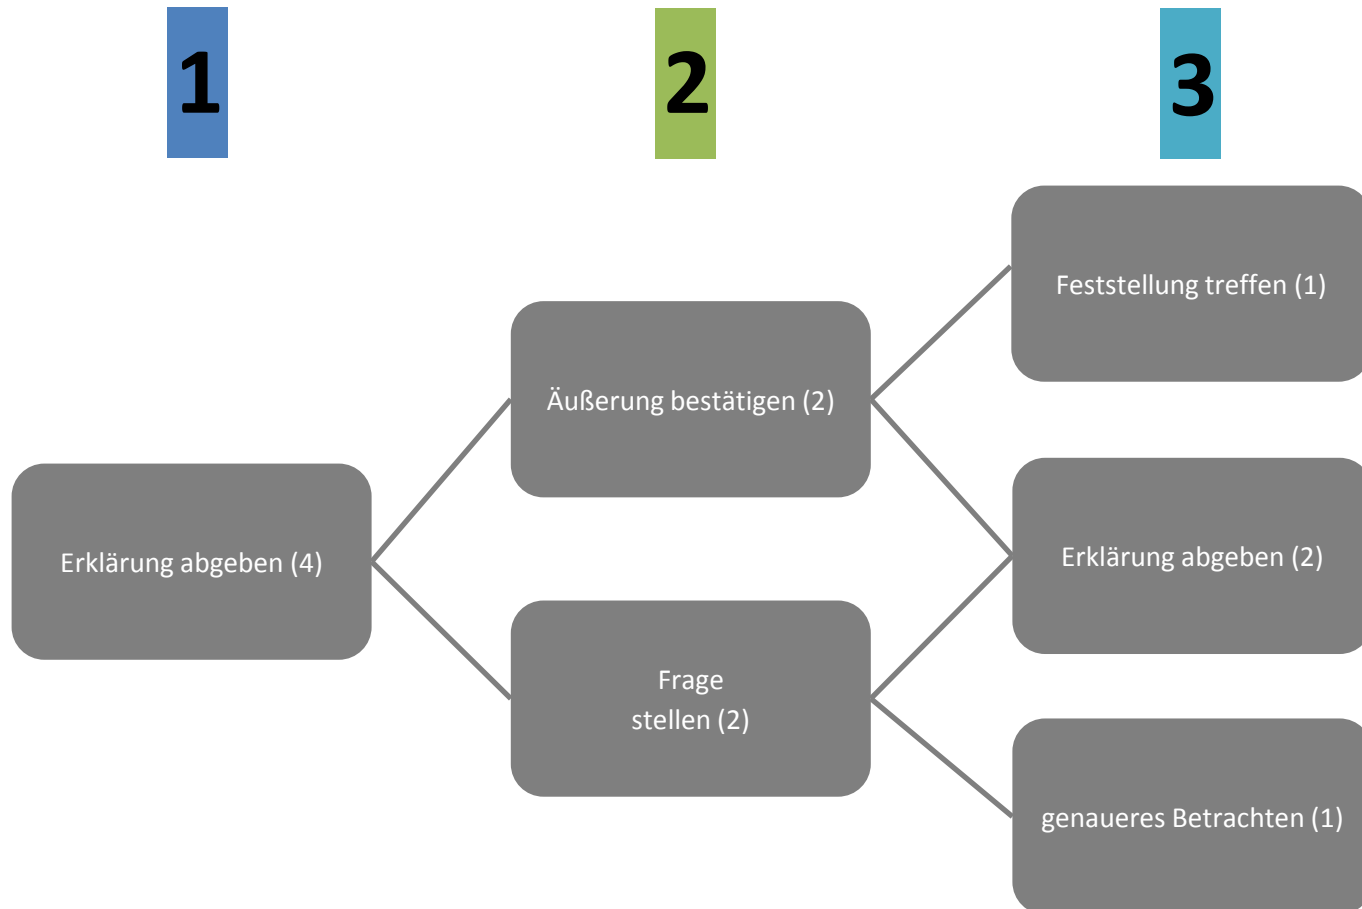 1
2
3
Feststellung treffen (1)
Äußerung bestätigen (2)
Erklärung abgeben (4)
Erklärung abgeben (2)
Frage
stellen (2)
genaueres Betrachten (1)